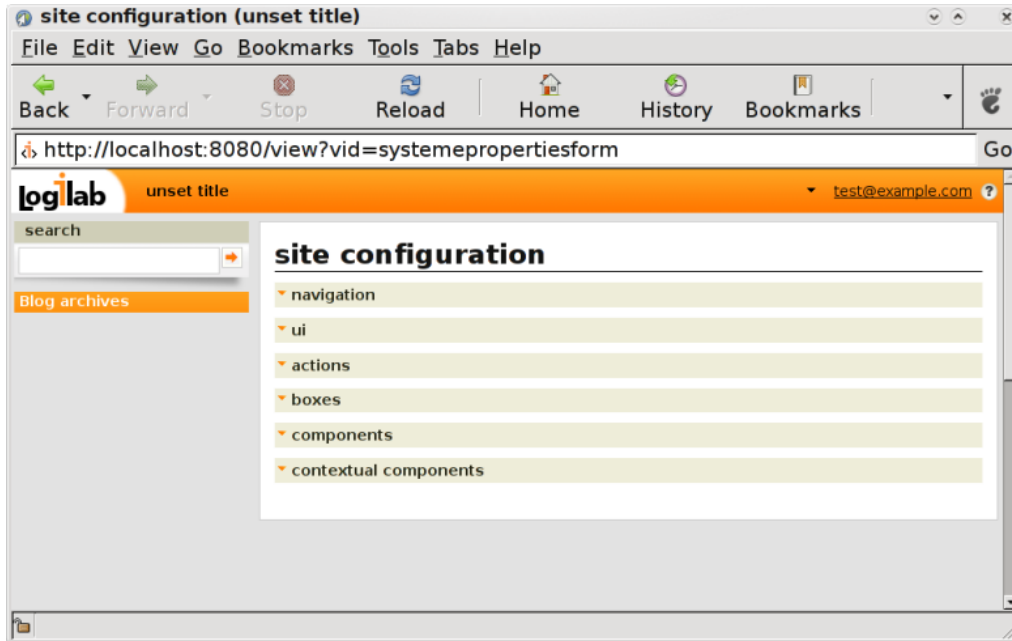 site configuration (unset title)
File Edit View Go Bookmarks Tools Tabs Help
Back Forward Stop Reload Home History Bookmarks
http://localhost:8080/view?vid=systemepropertiesform Go
logilab unset title test@example.com ?
search
Blog archives
site configuration
navigation
ui
actions
boxes
components
contextual components